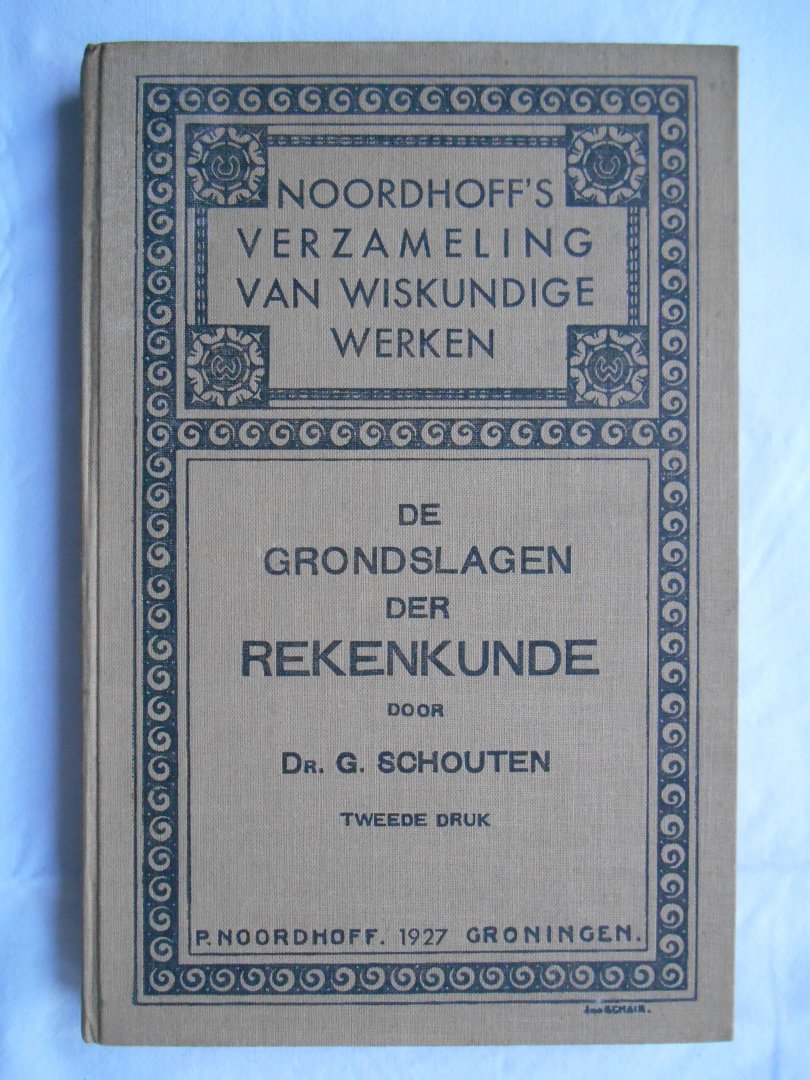 NOORDHOFF'S
VERZAMELING
VAN WISKUNDIGE
WERKEN
DE
GRONDSLAGEN
DER
REKENKUNDE
DOOR
DR. G. SCHOUTEN
TWEEDE DRUK
P. NOORDHOFF. 1927 GRONINGEN.